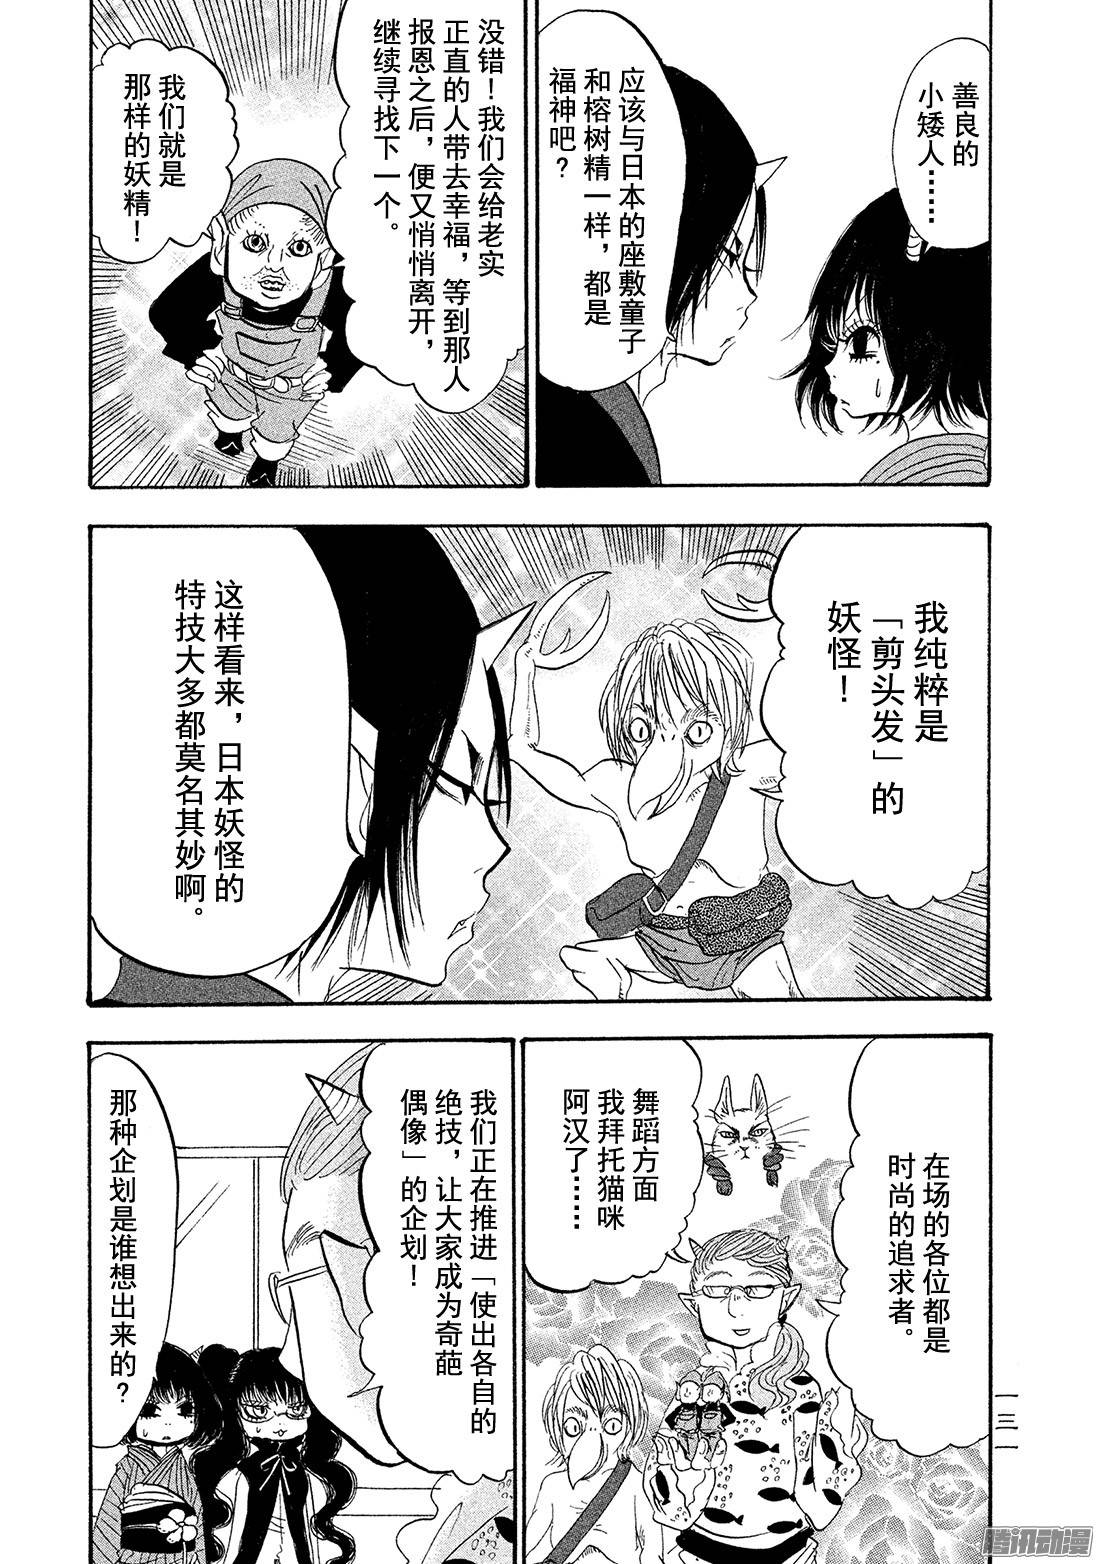 善良的
小矮人……
应该与日本的座敷童子
和榕树精一样，都是
福神吧？
没错！我们会给老实
正直的人带去幸福，等到那人
报恩之后，便又悄悄离开，
继续寻找下一个。
我们就是
那样的妖精！
我纯粹是
「剪头发」的
妖怪！
这样看来，日本妖怪的
特技大多都莫名其妙啊。
在场的各位都是
时尚的追求者。
舞蹈方面
我拜托猫咪
阿汉了……
我们正在推进「使出各自的
绝技，让大家成为奇葩
偶像」的企划！
那种企划是谁想出来的？
一三一
腾讯动漫